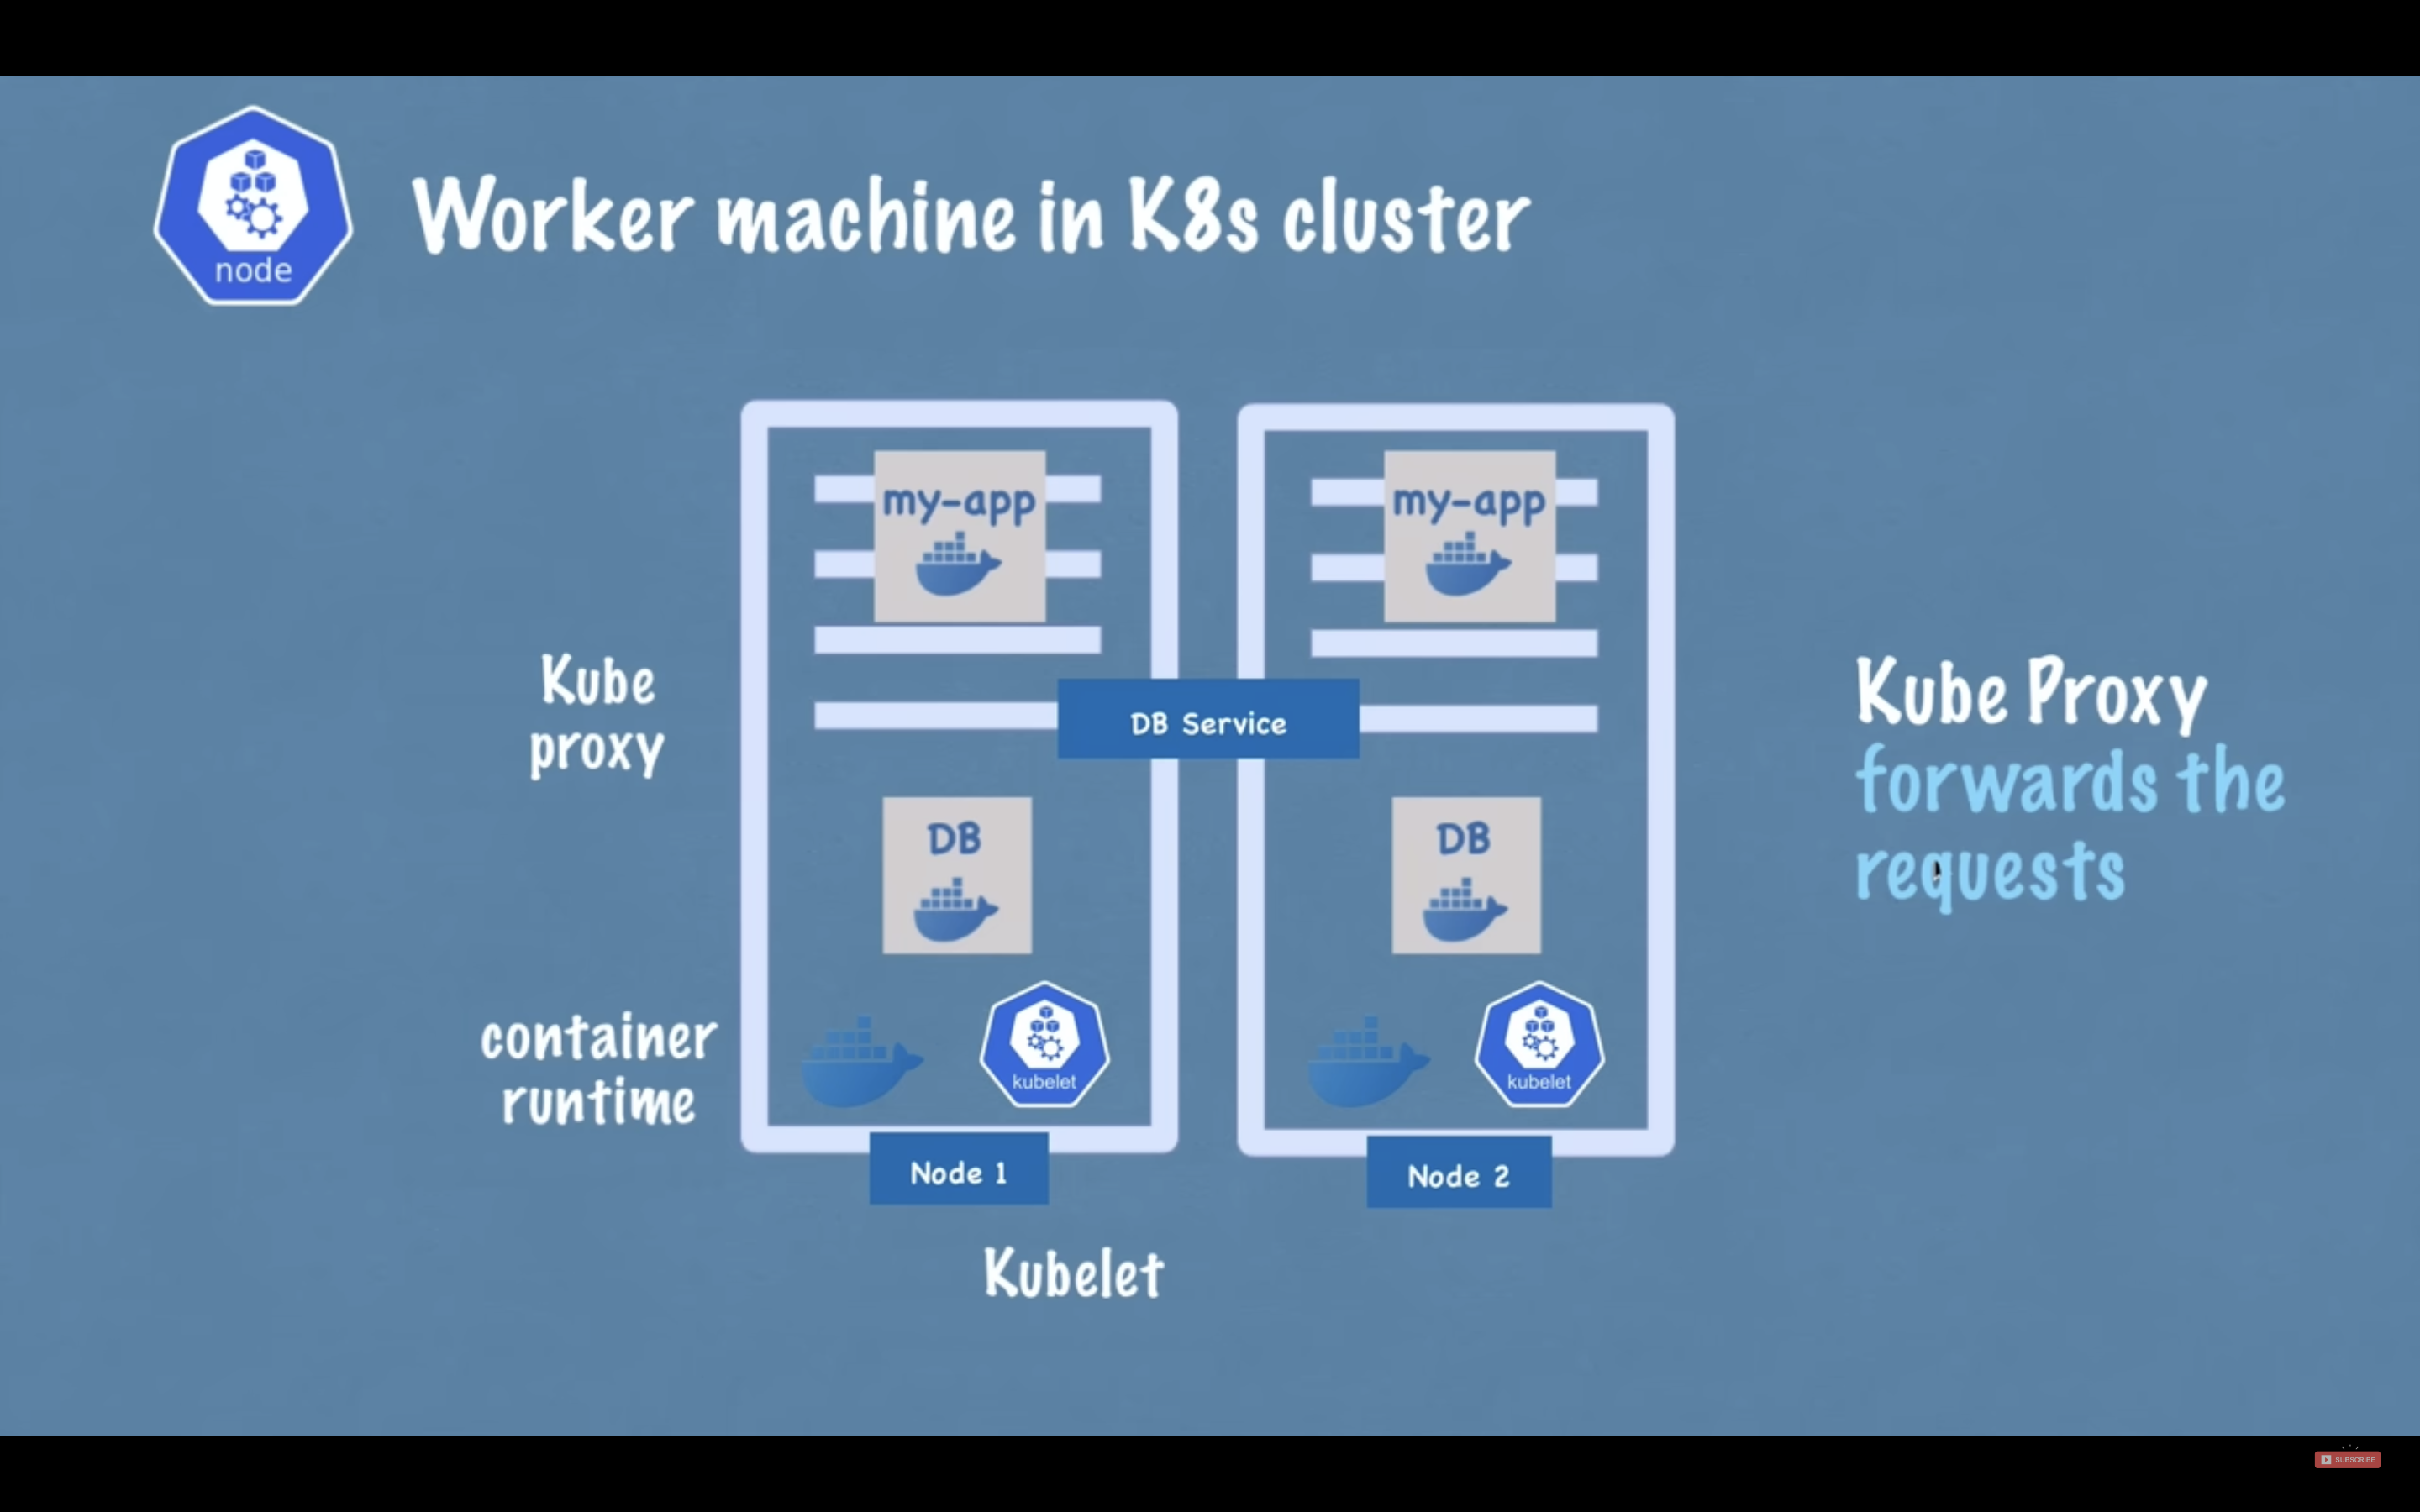 node
Worker machine in K8s cluster
my-app
my-app
Kube
proxy
DB Service
Kube Proxy
forwards the
requests
DB
DB
container
runtime
kubelet
kubelet
Node 1
Node 2
Kubelet
SUBSCRIBE